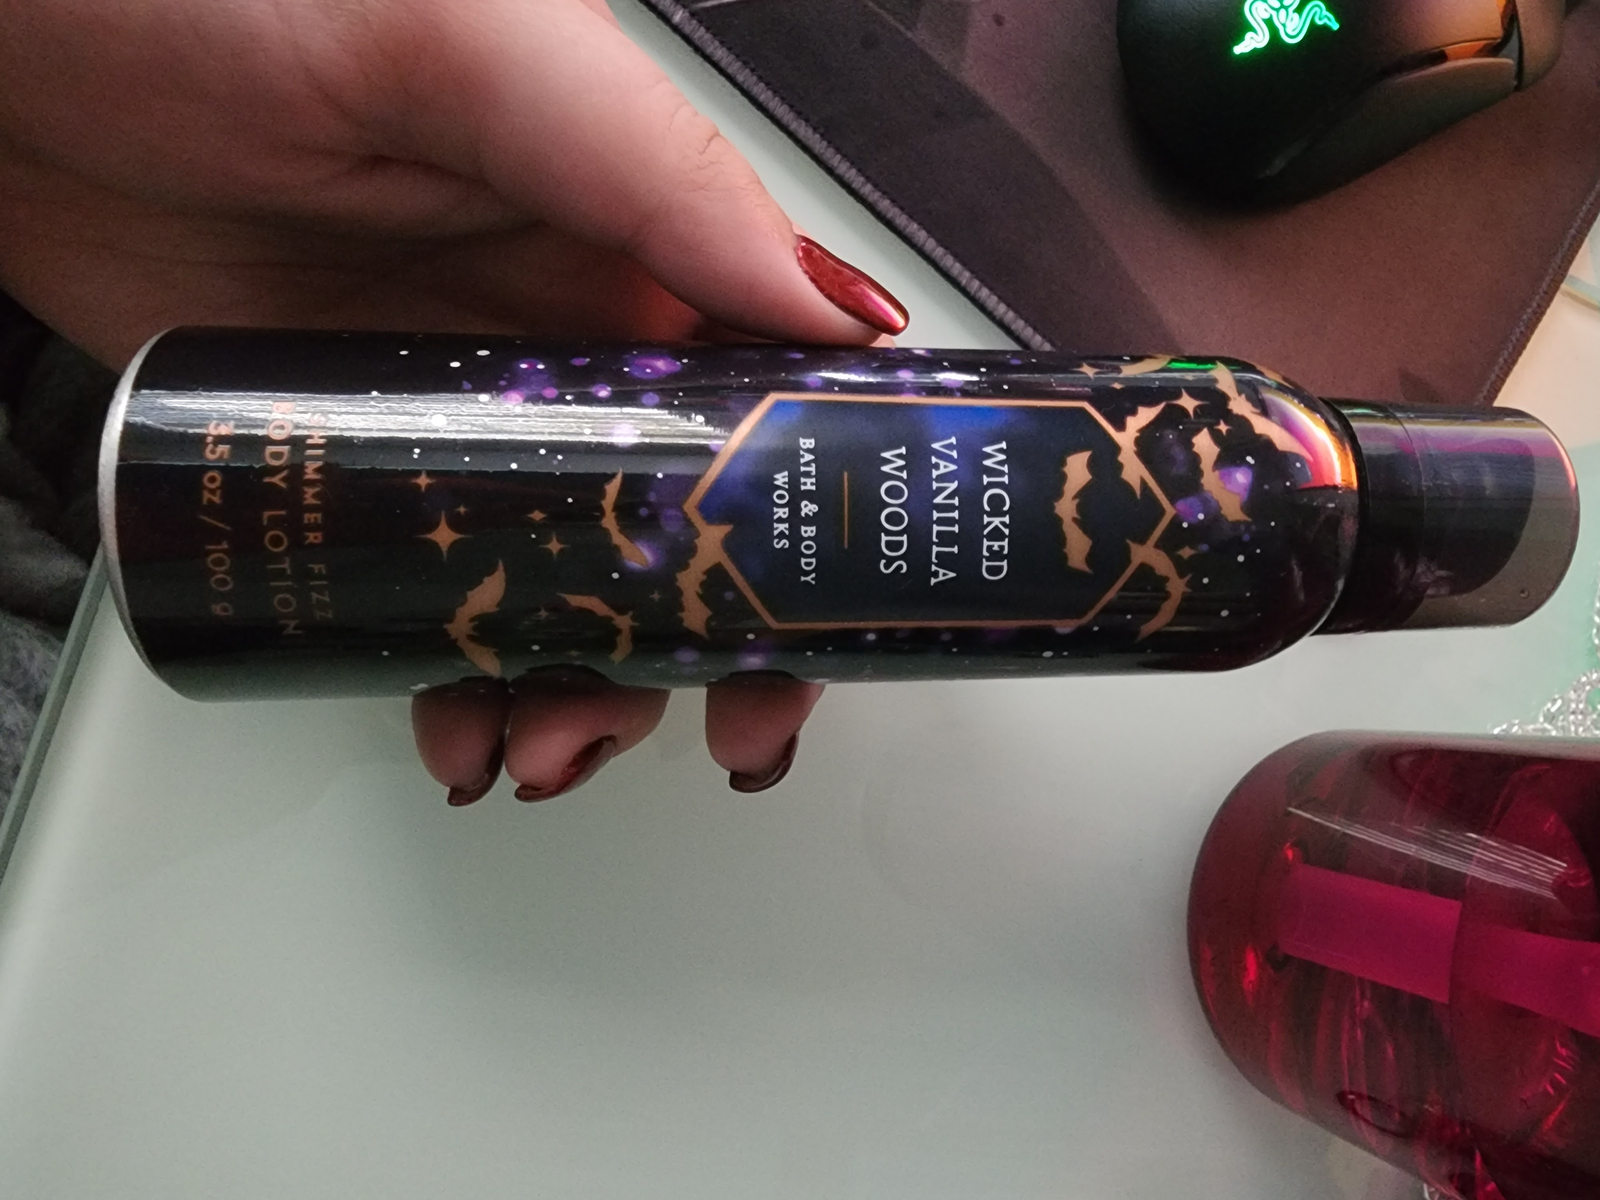 WICKED
VANILLA
WOODS
BATH & BODY
WORKS
SHIMMER FIZZ
BODY LOTION
3.5 oz / 100 g